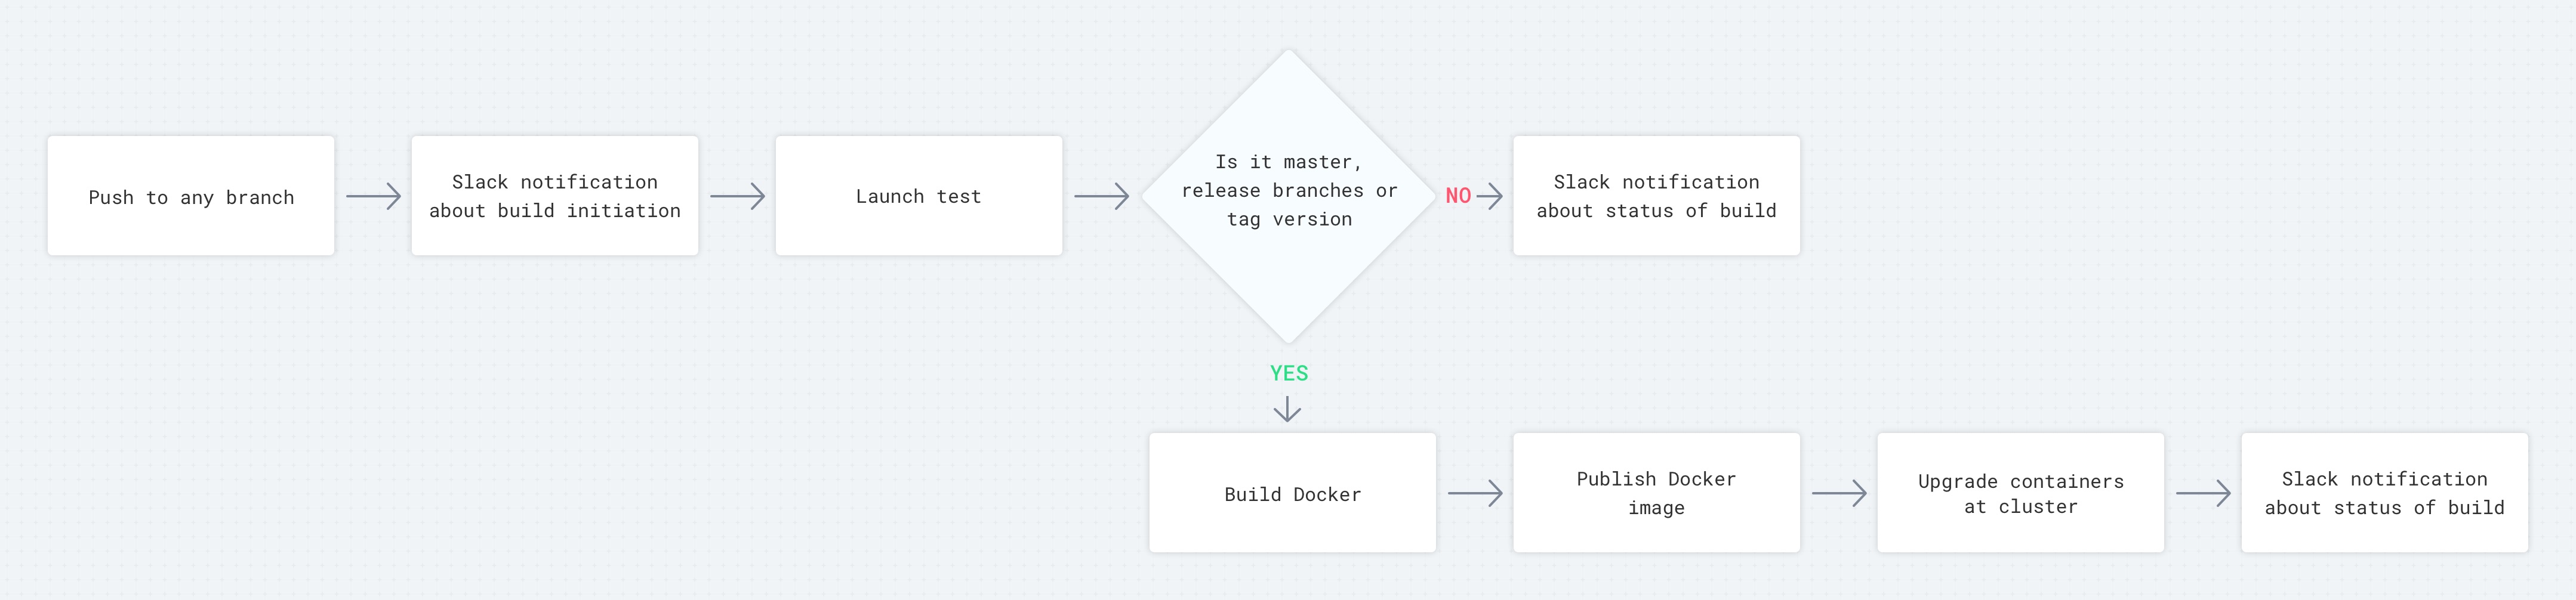 Push to any branch
Slack notification
about build initiation
Launch test
Is it master,
release branches or
tag version
NO
Slack notification
about status of build
YES
Build Docker
Publish Docker
image
Upgrade containers
at cluster
Slack notification
about status of build